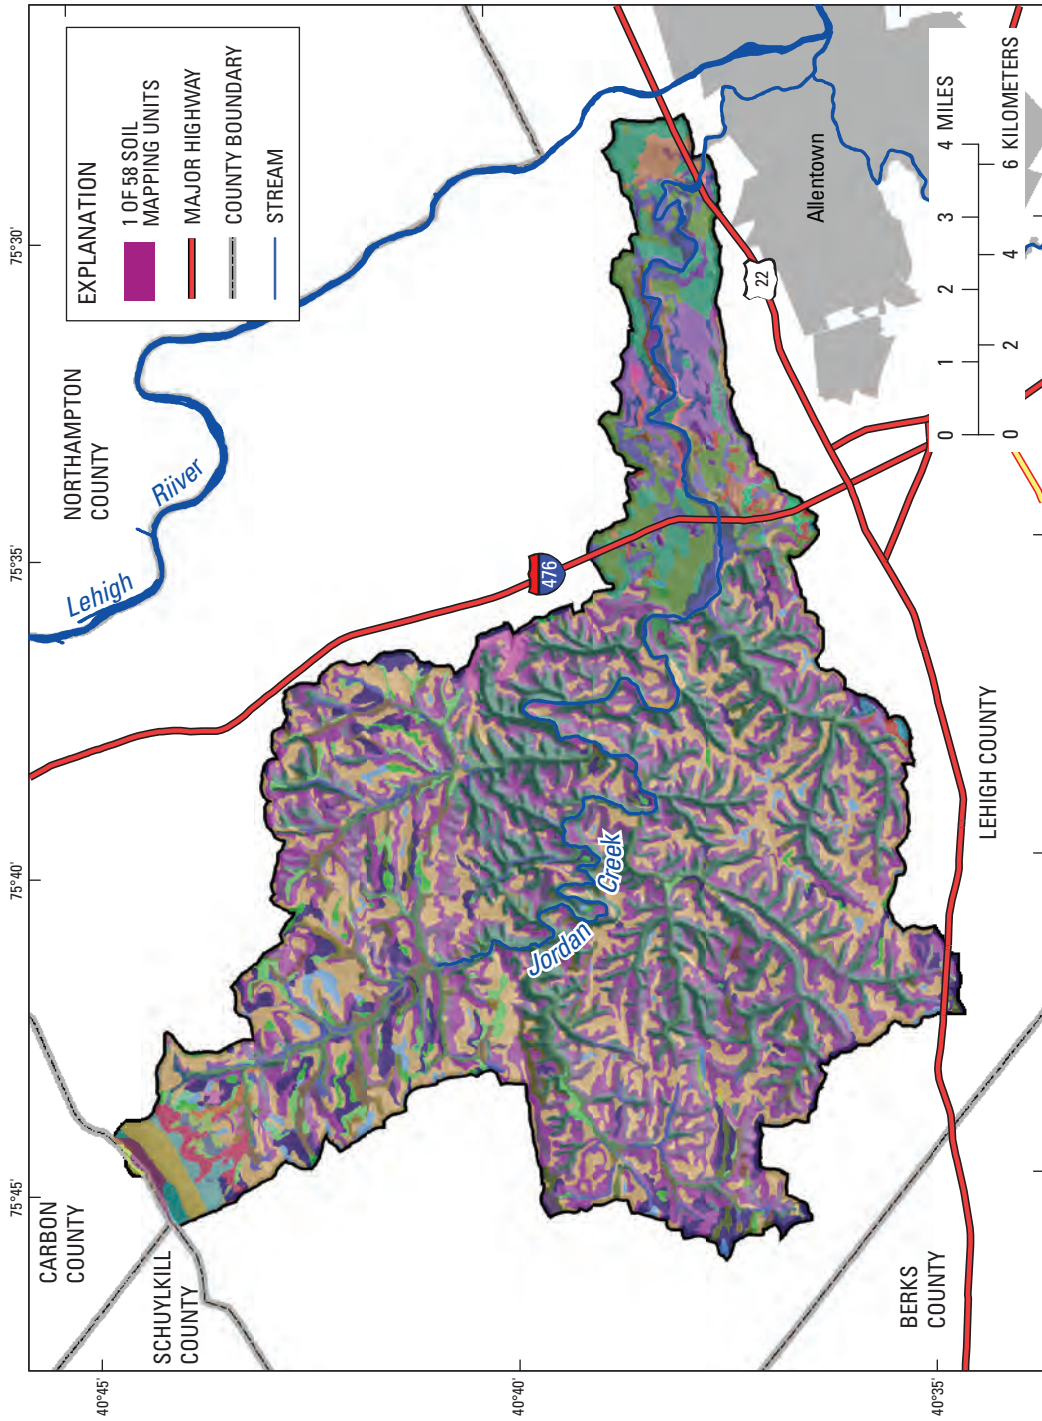 75°45'
75°40'
75°35'
75°30'
40°45'
40°40'
40°35'
CARBON
COUNTY
SCHUYLKILL
COUNTY
NORTHAMPTON
COUNTY
Lehigh
Riiver
EXPLANATION
1 OF 58 SOIL
MAPPING UNITS
MAJOR HIGHWAY
COUNTY BOUNDARY
STREAM
476
Jordan
Creek
22
Allentown
BERKS
COUNTY
LEHIGH COUNTY
0 1 2 3 4 MILES
0 2 4 6 KILOMETERS